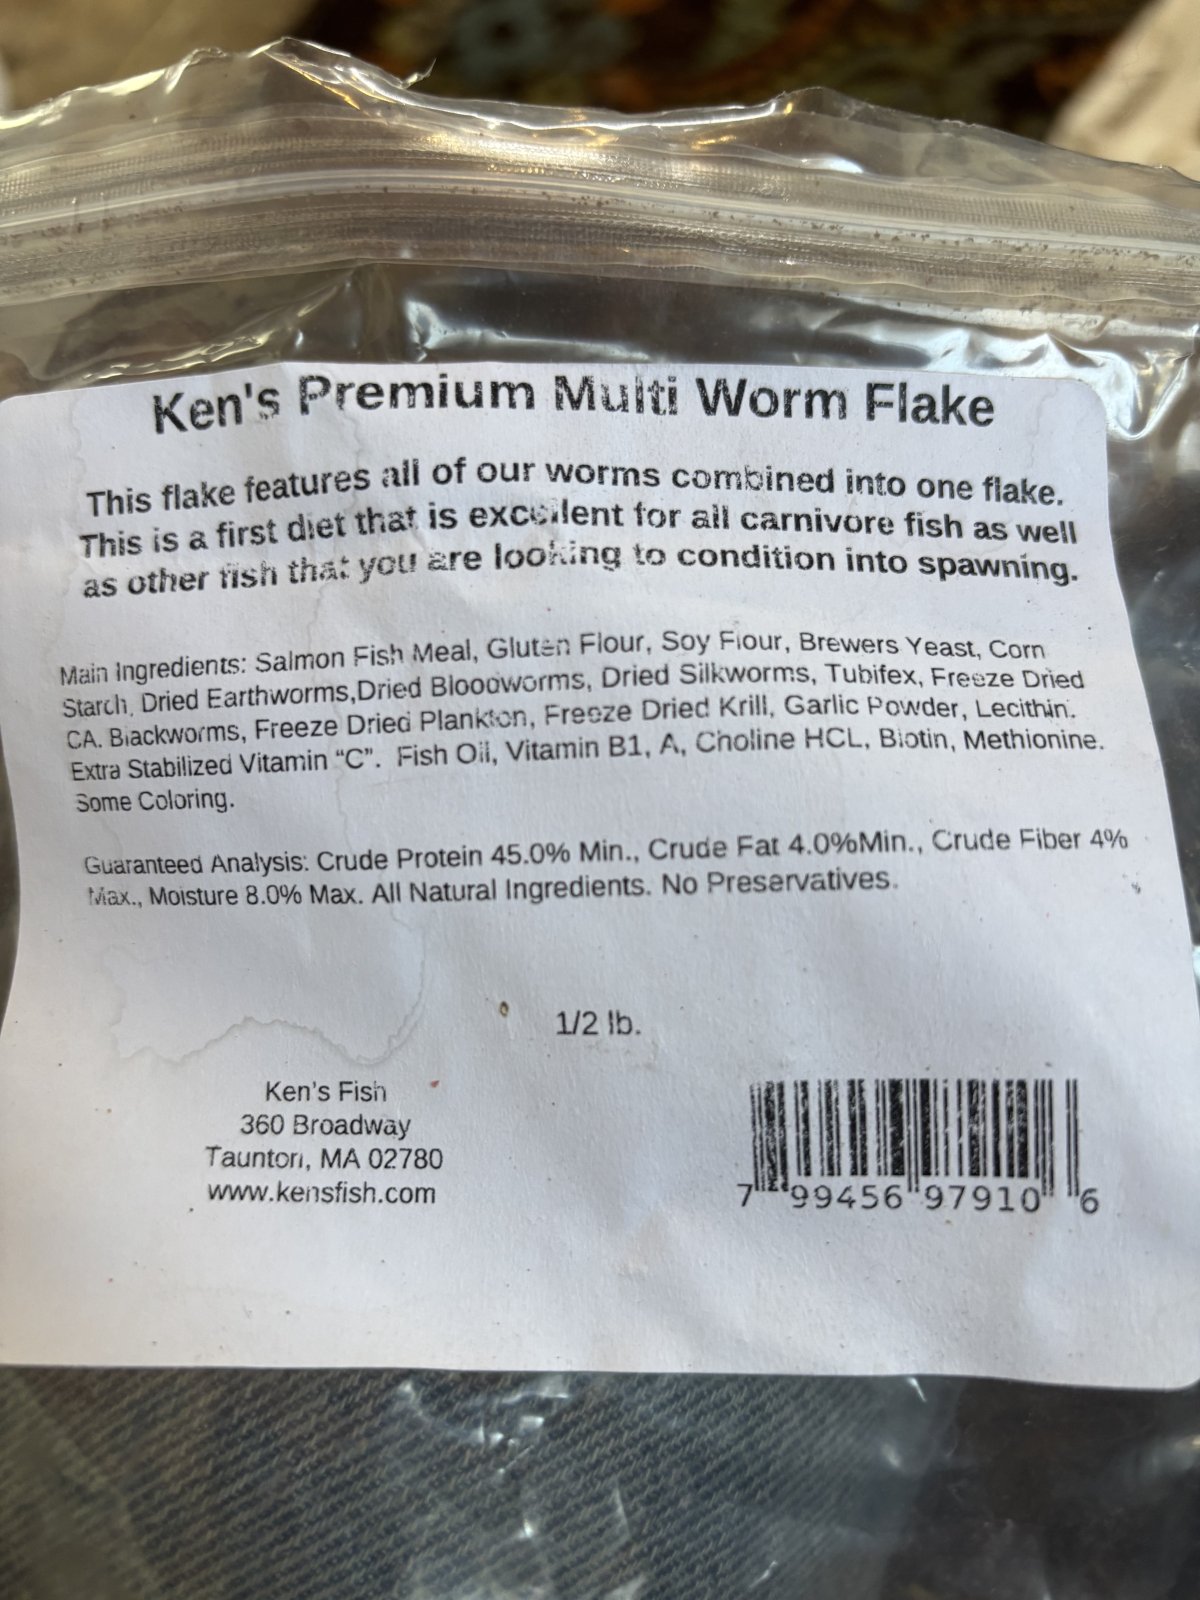 Ken's Premium Multi Worm Flake
This flake features all of our worms combined into one flake.
This is a first diet that is excellent for all carnivore fish as well
as other fish that you are looking to condition into spawning.
Main Ingredients: Salmon Fish Meal, Gluten Flour, Soy Flour, Brewers Yeast, Corn
Starch, Dried Earthworms,Dried Bloodworms, Dried Silkworms, Tubifex, Freeze Dried
CA. Blackworms, Freeze Dried Plankton, Freeze Dried Krill, Garlic Powder, Lecithin.
Extra Stabilized Vitamin “C”. Fish Oil, Vitamin B1, A, Choline HCL, Biotin, Methionine.
Some Coloring.
Guaranteed Analysis: Crude Protein 45.0% Min., Crude Fat 4.0%Min., Crude Fiber 4%
Max., Moisture 8.0% Max. All Natural Ingredients. No Preservatives.
1/2 lb.
Ken's Fish
360 Broadway
Taunton, MA 02780
www.kensfish.com
7 99456 97910 6